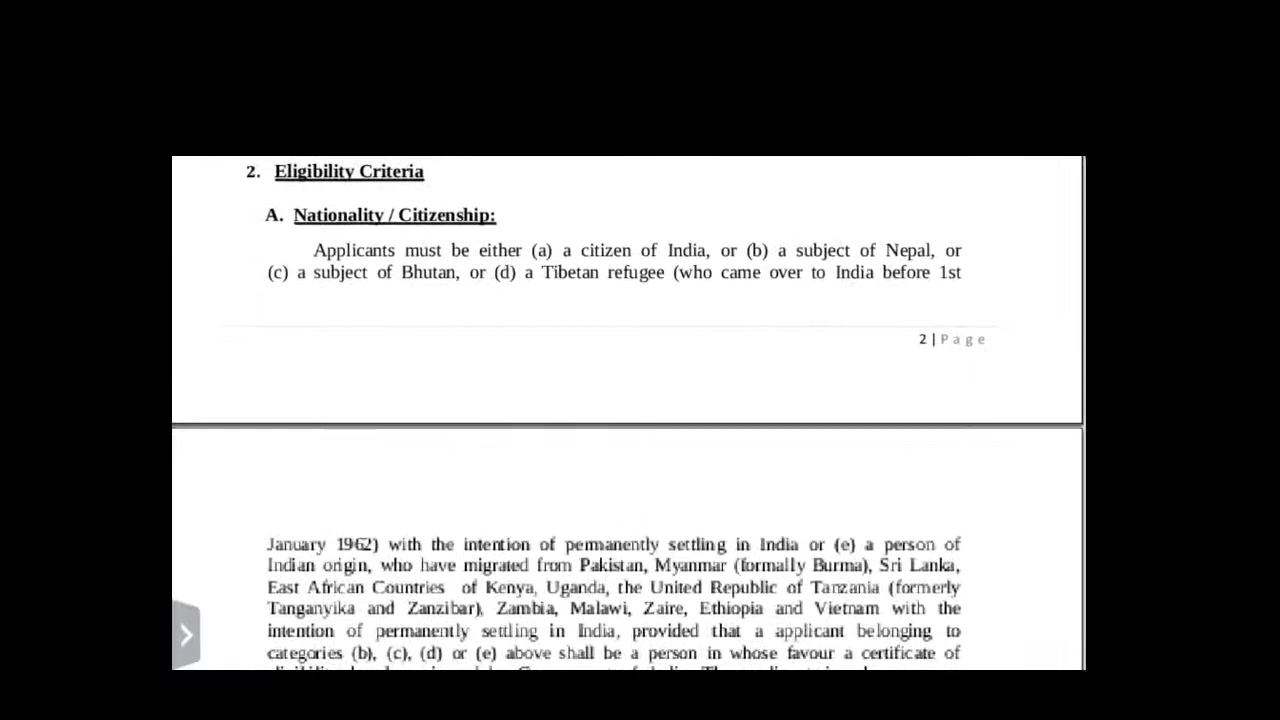 2. Eligibility Criteria
A. Nationality / Citizenship:
Applicants must be either (a) a citizen of India, or (b) a subject of Nepal, or
(c) a subject of Bhutan, or (d) a Tibetan refugee (who came over to India before 1st
2 | P a g e
January 1962) with the intention of permanently settling in India or (e) a person of
Indian origin, who have migrated from Pakistan, Myanmar (formally Burma), Sri Lanka,
East African Countries of Kenya, Uganda, the United Republic of Tanzania (formerly
Tanganyika and Zanzibar), Zambia, Malawi, Zaire, Ethiopia and Vietnam with the
intention of permanently settling in India, provided that a applicant belonging to
categories (b), (c), (d) or (e) above shall be a person in whose favour a certificate of